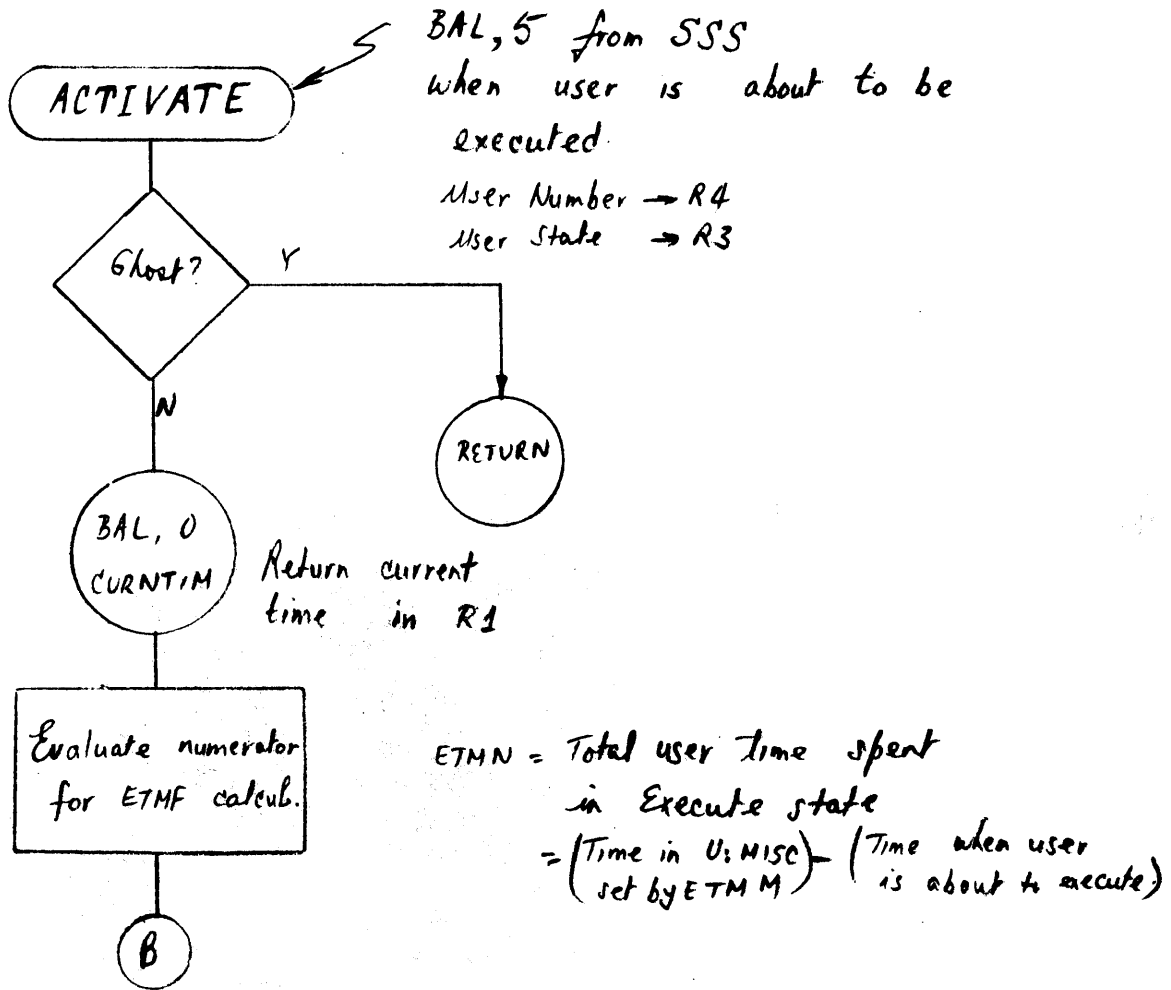 BAL, 5 from SSS
when user is about to be
executed.
ACTIVATE
User Number → R4
User State → R3
Ghost?
Y
N
RETURN
BAL, 0
CURNTIM
Return current
time in R1
Evaluate numerator
for ETMF calcub.
ETMN = Total user time spent
in Execute state
= (Time in U:MISC set by ETMM) - (Time when user is about to execute)
B